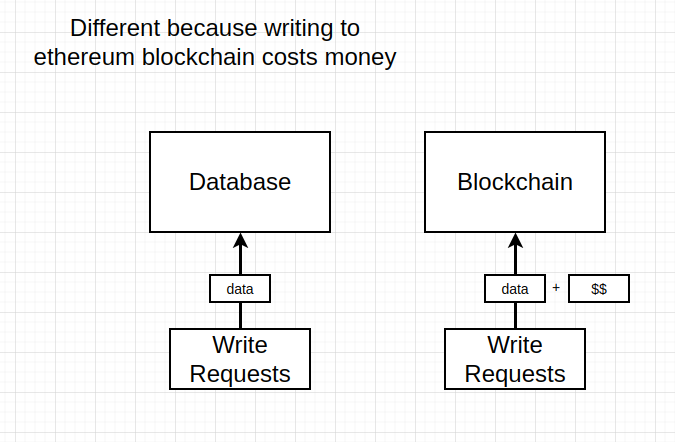 Different because writing to
ethereum blockchain costs money
Database
Blockchain
data
data + $$
Write
Requests
Write
Requests